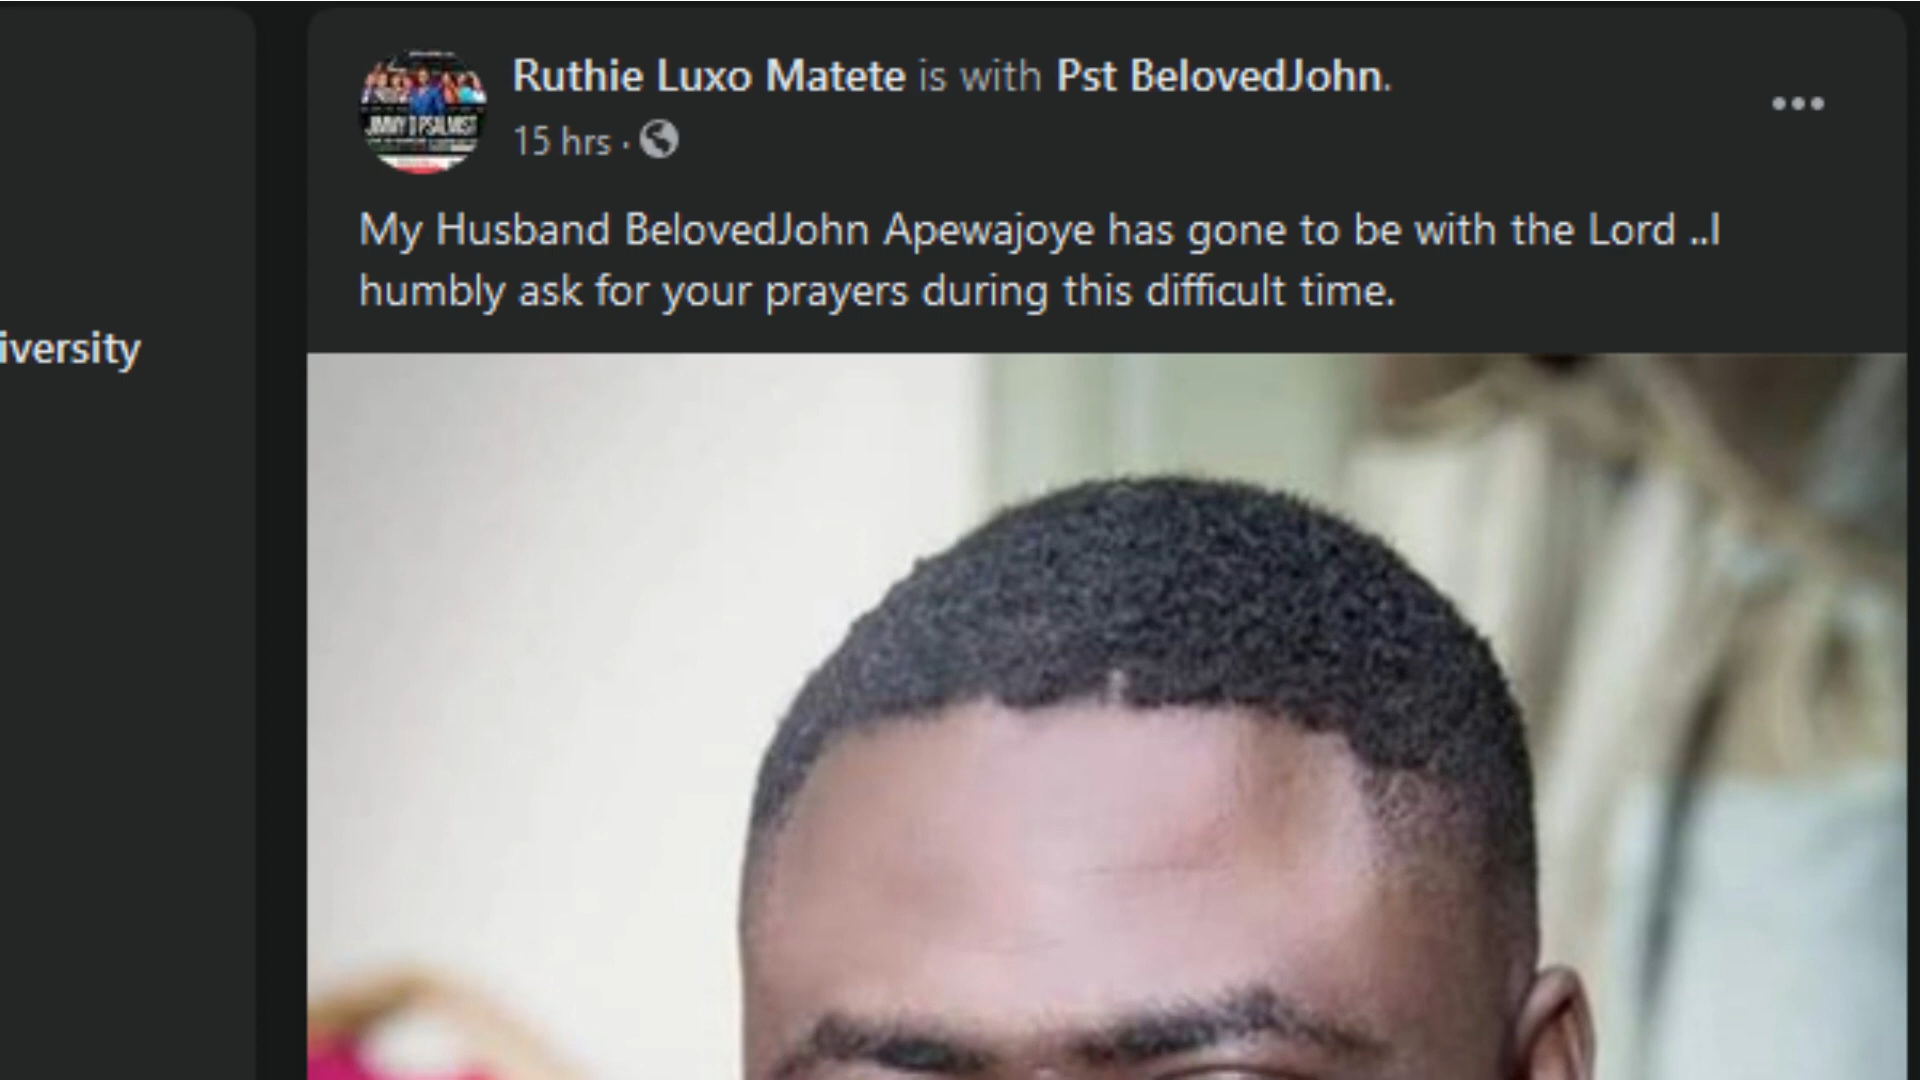 Ruthie Luxo Matete is with Pst BelovedJohn.
15 hrs ·
My Husband BelovedJohn Apewajoye has gone to be with the Lord ..I
humbly ask for your prayers during this difficult time.
iversity
JIMMY D PSALMIST